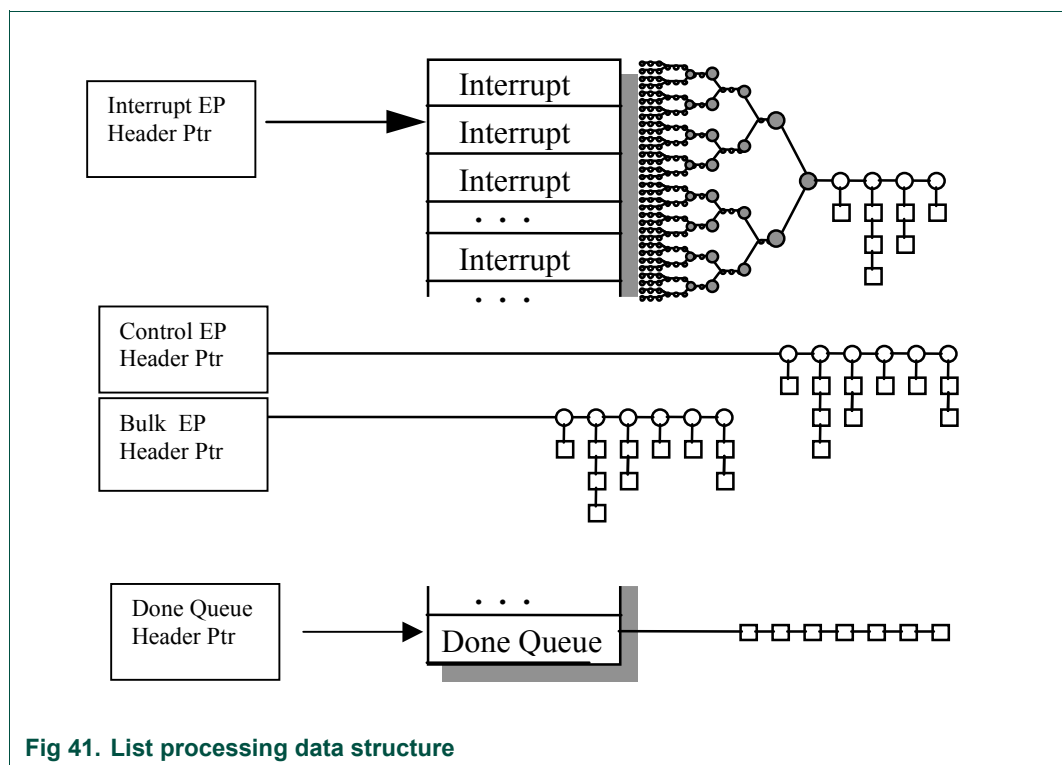 Interrupt EP
Header Ptr
Interrupt
Interrupt
Interrupt
. . .
Interrupt
. . .
Control EP
Header Ptr
Bulk EP
Header Ptr
Done Queue
Header Ptr
. . .
Done Queue
Fig 41. List processing data structure